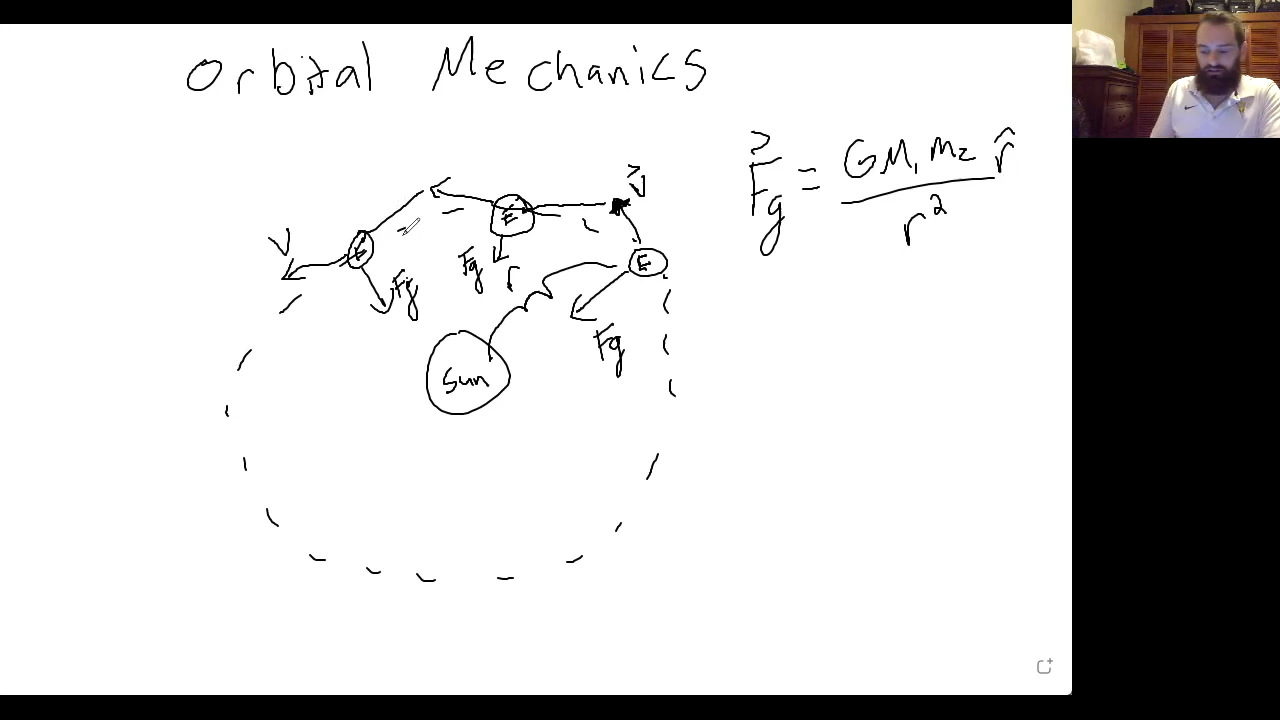 Orbital Mechanics
F⃗g = GM1m2 r̂ / r²
V⃗
V E E
Fg Fg r E
Fg
Sun